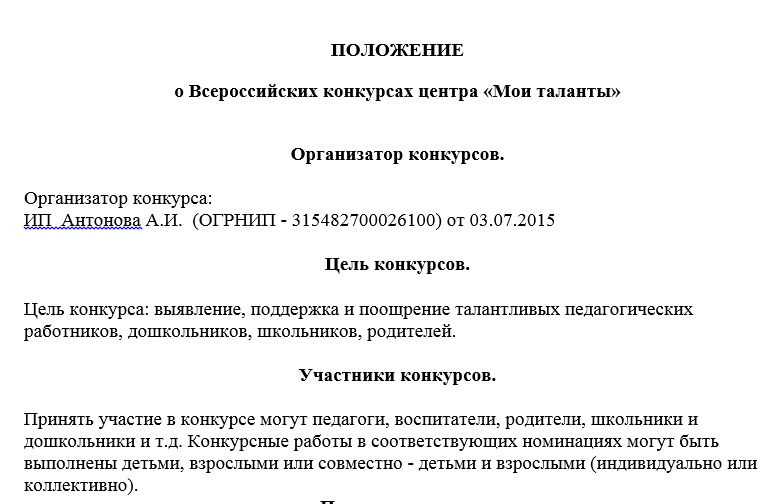 ПОЛОЖЕНИЕ
о Всероссийских конкурсах центра «Мои таланты»
Организатор конкурсов.
Организатор конкурса:
ИП Антонова А.И. (ОГРНИП - 315482700026100) от 03.07.2015
Цель конкурсов.
Цель конкурса: выявление, поддержка и поощрение талантливых педагогических
работников, дошкольников, школьников, родителей.
Участники конкурсов.
Принять участие в конкурсе могут педагоги, воспитатели, родители, школьники и
дошкольники и т.д. Конкурсные работы в соответствующих номинациях могут быть
выполнены детьми, взрослыми или совместно - детьми и взрослыми (индивидуально или
коллективно).